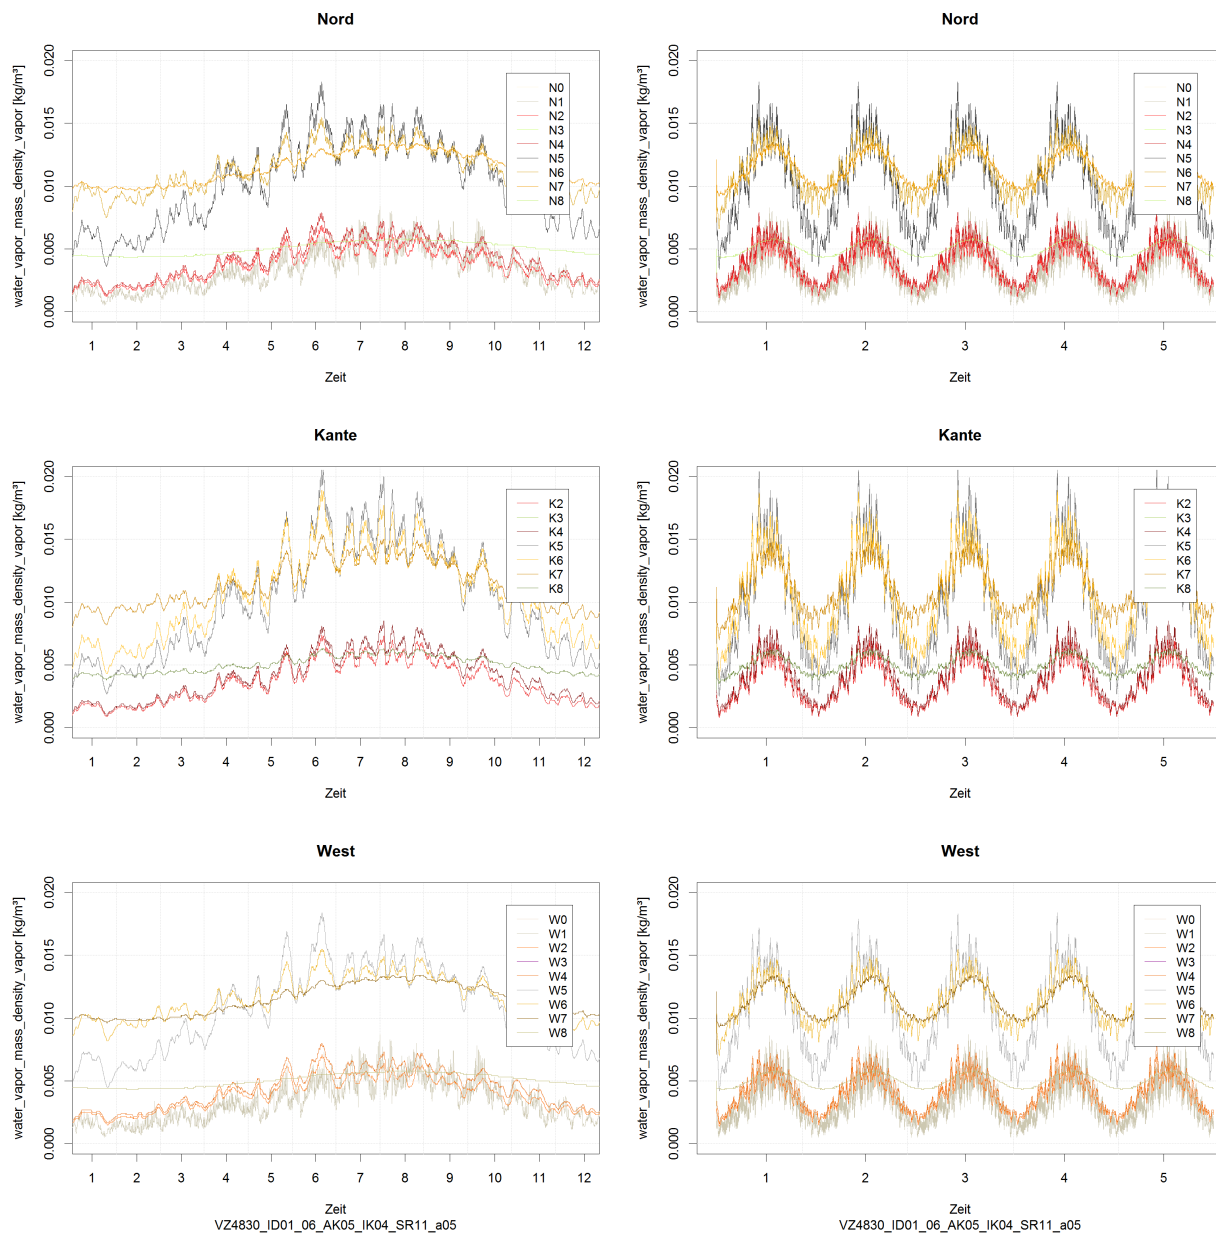 Nord
water_vapor_mass_density_vapor [kg/m³]
0.000 0.005 0.010 0.015 0.020
N0
N1
N2
N3
N4
N5
N6
N7
N8
1 2 3 4 5 6 7 8 9 10 11 12
Zeit
Nord
water_vapor_mass_density_vapor [kg/m³]
0.000 0.005 0.010 0.015 0.020
N0
N1
N2
N3
N4
N5
N6
N7
N8
1 2 3 4 5
Zeit
Kante
water_vapor_mass_density_vapor [kg/m³]
0.000 0.005 0.010 0.015 0.020
K2
K3
K4
K5
K6
K7
K8
1 2 3 4 5 6 7 8 9 10 11 12
Zeit
Kante
water_vapor_mass_density_vapor [kg/m³]
0.000 0.005 0.010 0.015 0.020
K2
K3
K4
K5
K6
K7
K8
1 2 3 4 5
Zeit
West
water_vapor_mass_density_vapor [kg/m³]
0.000 0.005 0.010 0.015 0.020
W0
W1
W2
W3
W4
W5
W6
W7
W8
1 2 3 4 5 6 7 8 9 10 11 12
Zeit
VZ4830_ID01_06_AK05_IK04_SR11_a05
West
water_vapor_mass_density_vapor [kg/m³]
0.000 0.005 0.010 0.015 0.020
W0
W1
W2
W3
W4
W5
W6
W7
W8
1 2 3 4 5
Zeit
VZ4830_ID01_06_AK05_IK04_SR11_a05